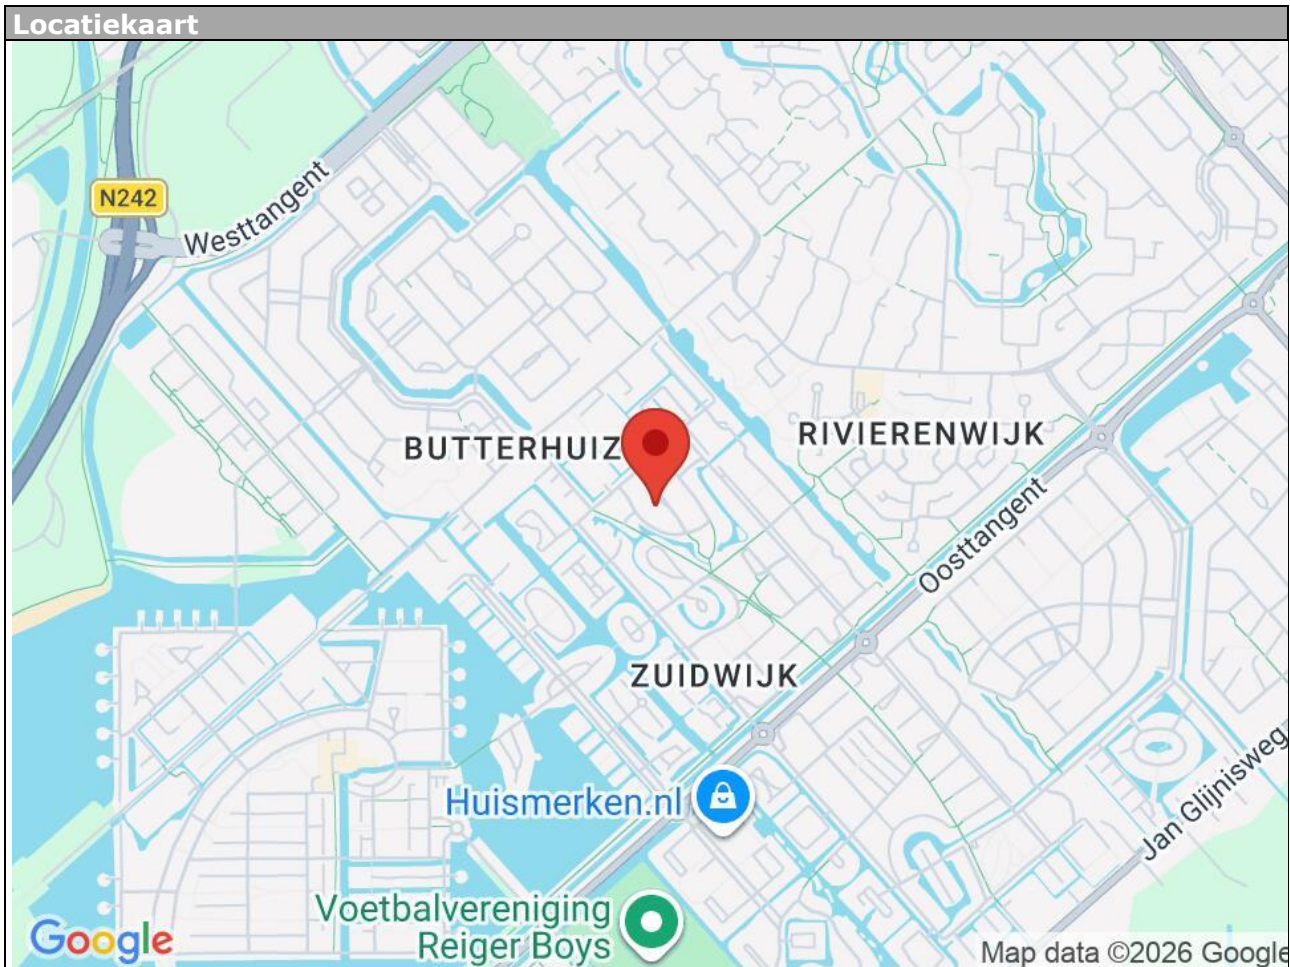 Locatiekaart
N242
Westtangent
BUTTERHUIZ
RIVIERENWIJK
Oosttangent
ZUIDWIJK
Huismerken.nl
Jan Glijnisweg
Voetbalvereniging
Reiger Boys
Google
Map data ©2026 Google